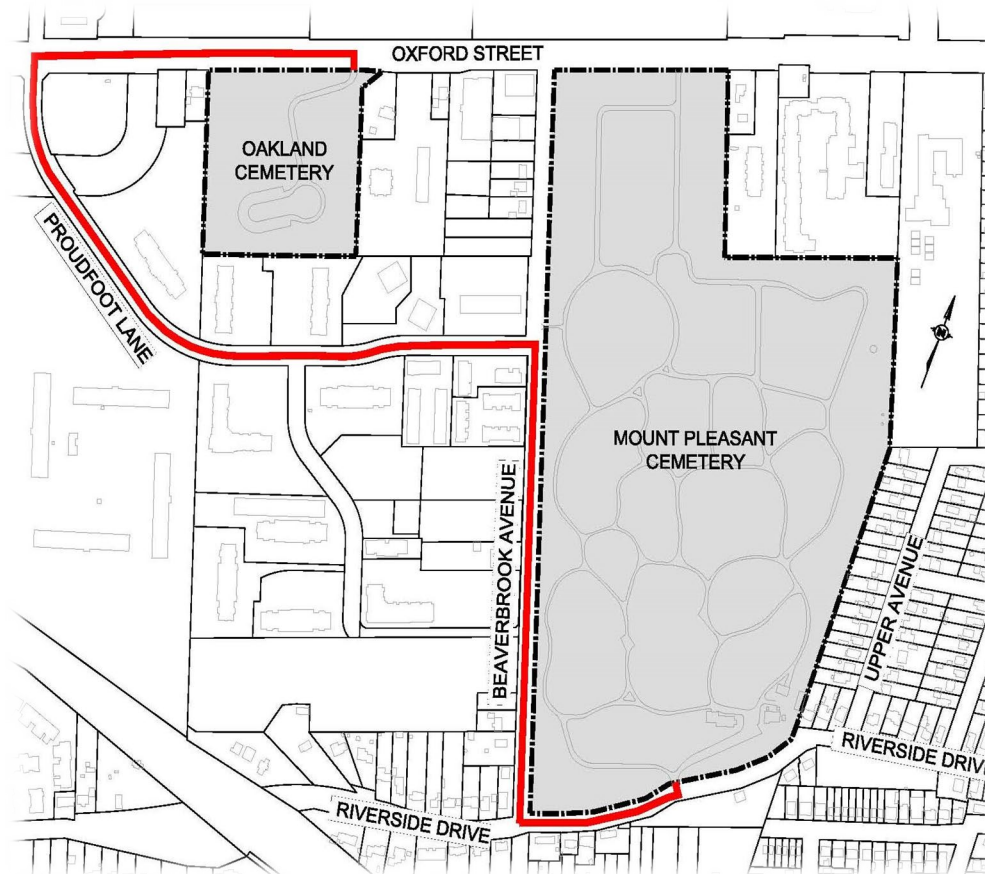 OXFORD STREET
OAKLAND
CEMETERY
PROUDFOOT LANE
MOUNT PLEASANT
CEMETERY
BEAVERBROOK AVENUE
UPPER AVENUE
RIVERSIDE DRIVE
RIVERSIDE DRIVE
N